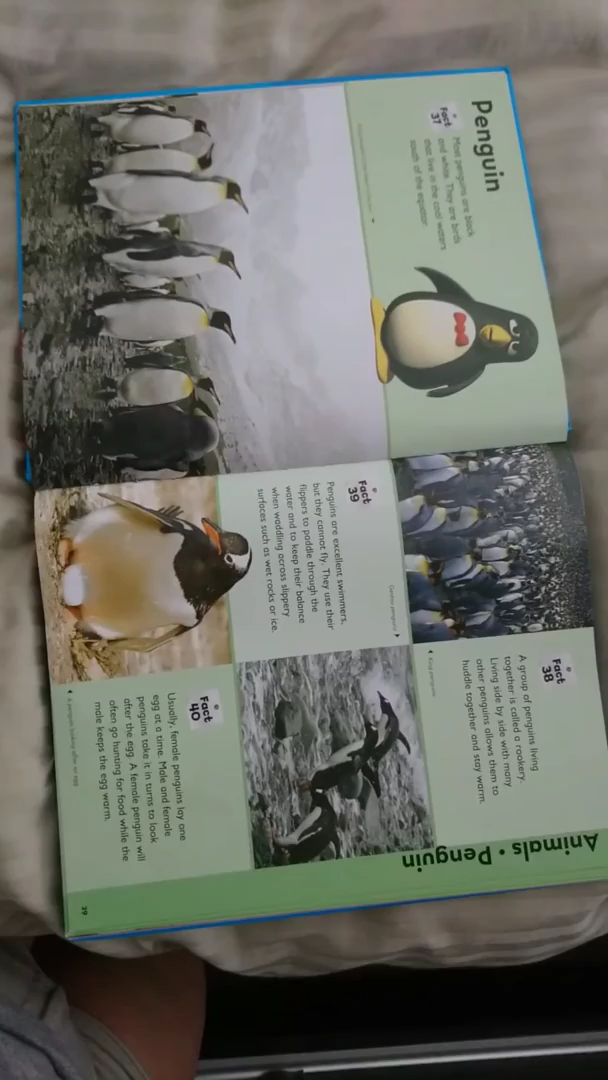 Penguin
Fact
37
Most penguins are black
and white. They are birds
that live in the cool waters
south of the equator.
Fact
38
A group of penguins living
together is called a rookery.
Living side by side with many
other penguins allows them to
huddle together and stay warm.
King penguins
Fact
39
Penguins are excellent swimmers,
but they cannot fly. They use their
flippers to paddle through the
water and to keep their balance
when waddling across slippery
surfaces such as wet rocks or ice.
Gentoo penguins
Fact
40
Usually, female penguins lay one
egg at a time. Male and female
penguins take it in turns to look
after the egg. A female penguin will
often go hunting for food while the
male keeps the egg warm.
A penguin looking after an egg
Animals • Penguin
29